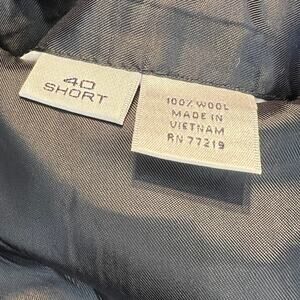 40
SHORT
100% WOOL
MADE IN
VIETNAM
RN 77219